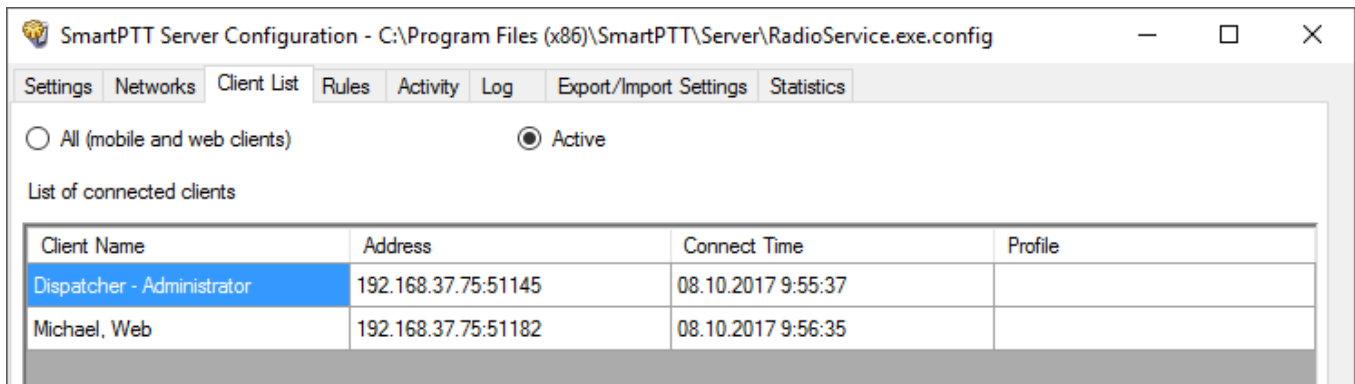 SmartPTT Server Configuration - C:\Program Files (x86)\SmartPTT\Server\RadioService.exe.config
Settings Networks Client List Rules Activity Log Export/Import Settings Statistics
All (mobile and web clients) Active
List of connected clients
Client Name Address Connect Time Profile
Dispatcher - Administrator 192.168.37.75:51145 08.10.2017 9:55:37
Michael, Web 192.168.37.75:51182 08.10.2017 9:56:35